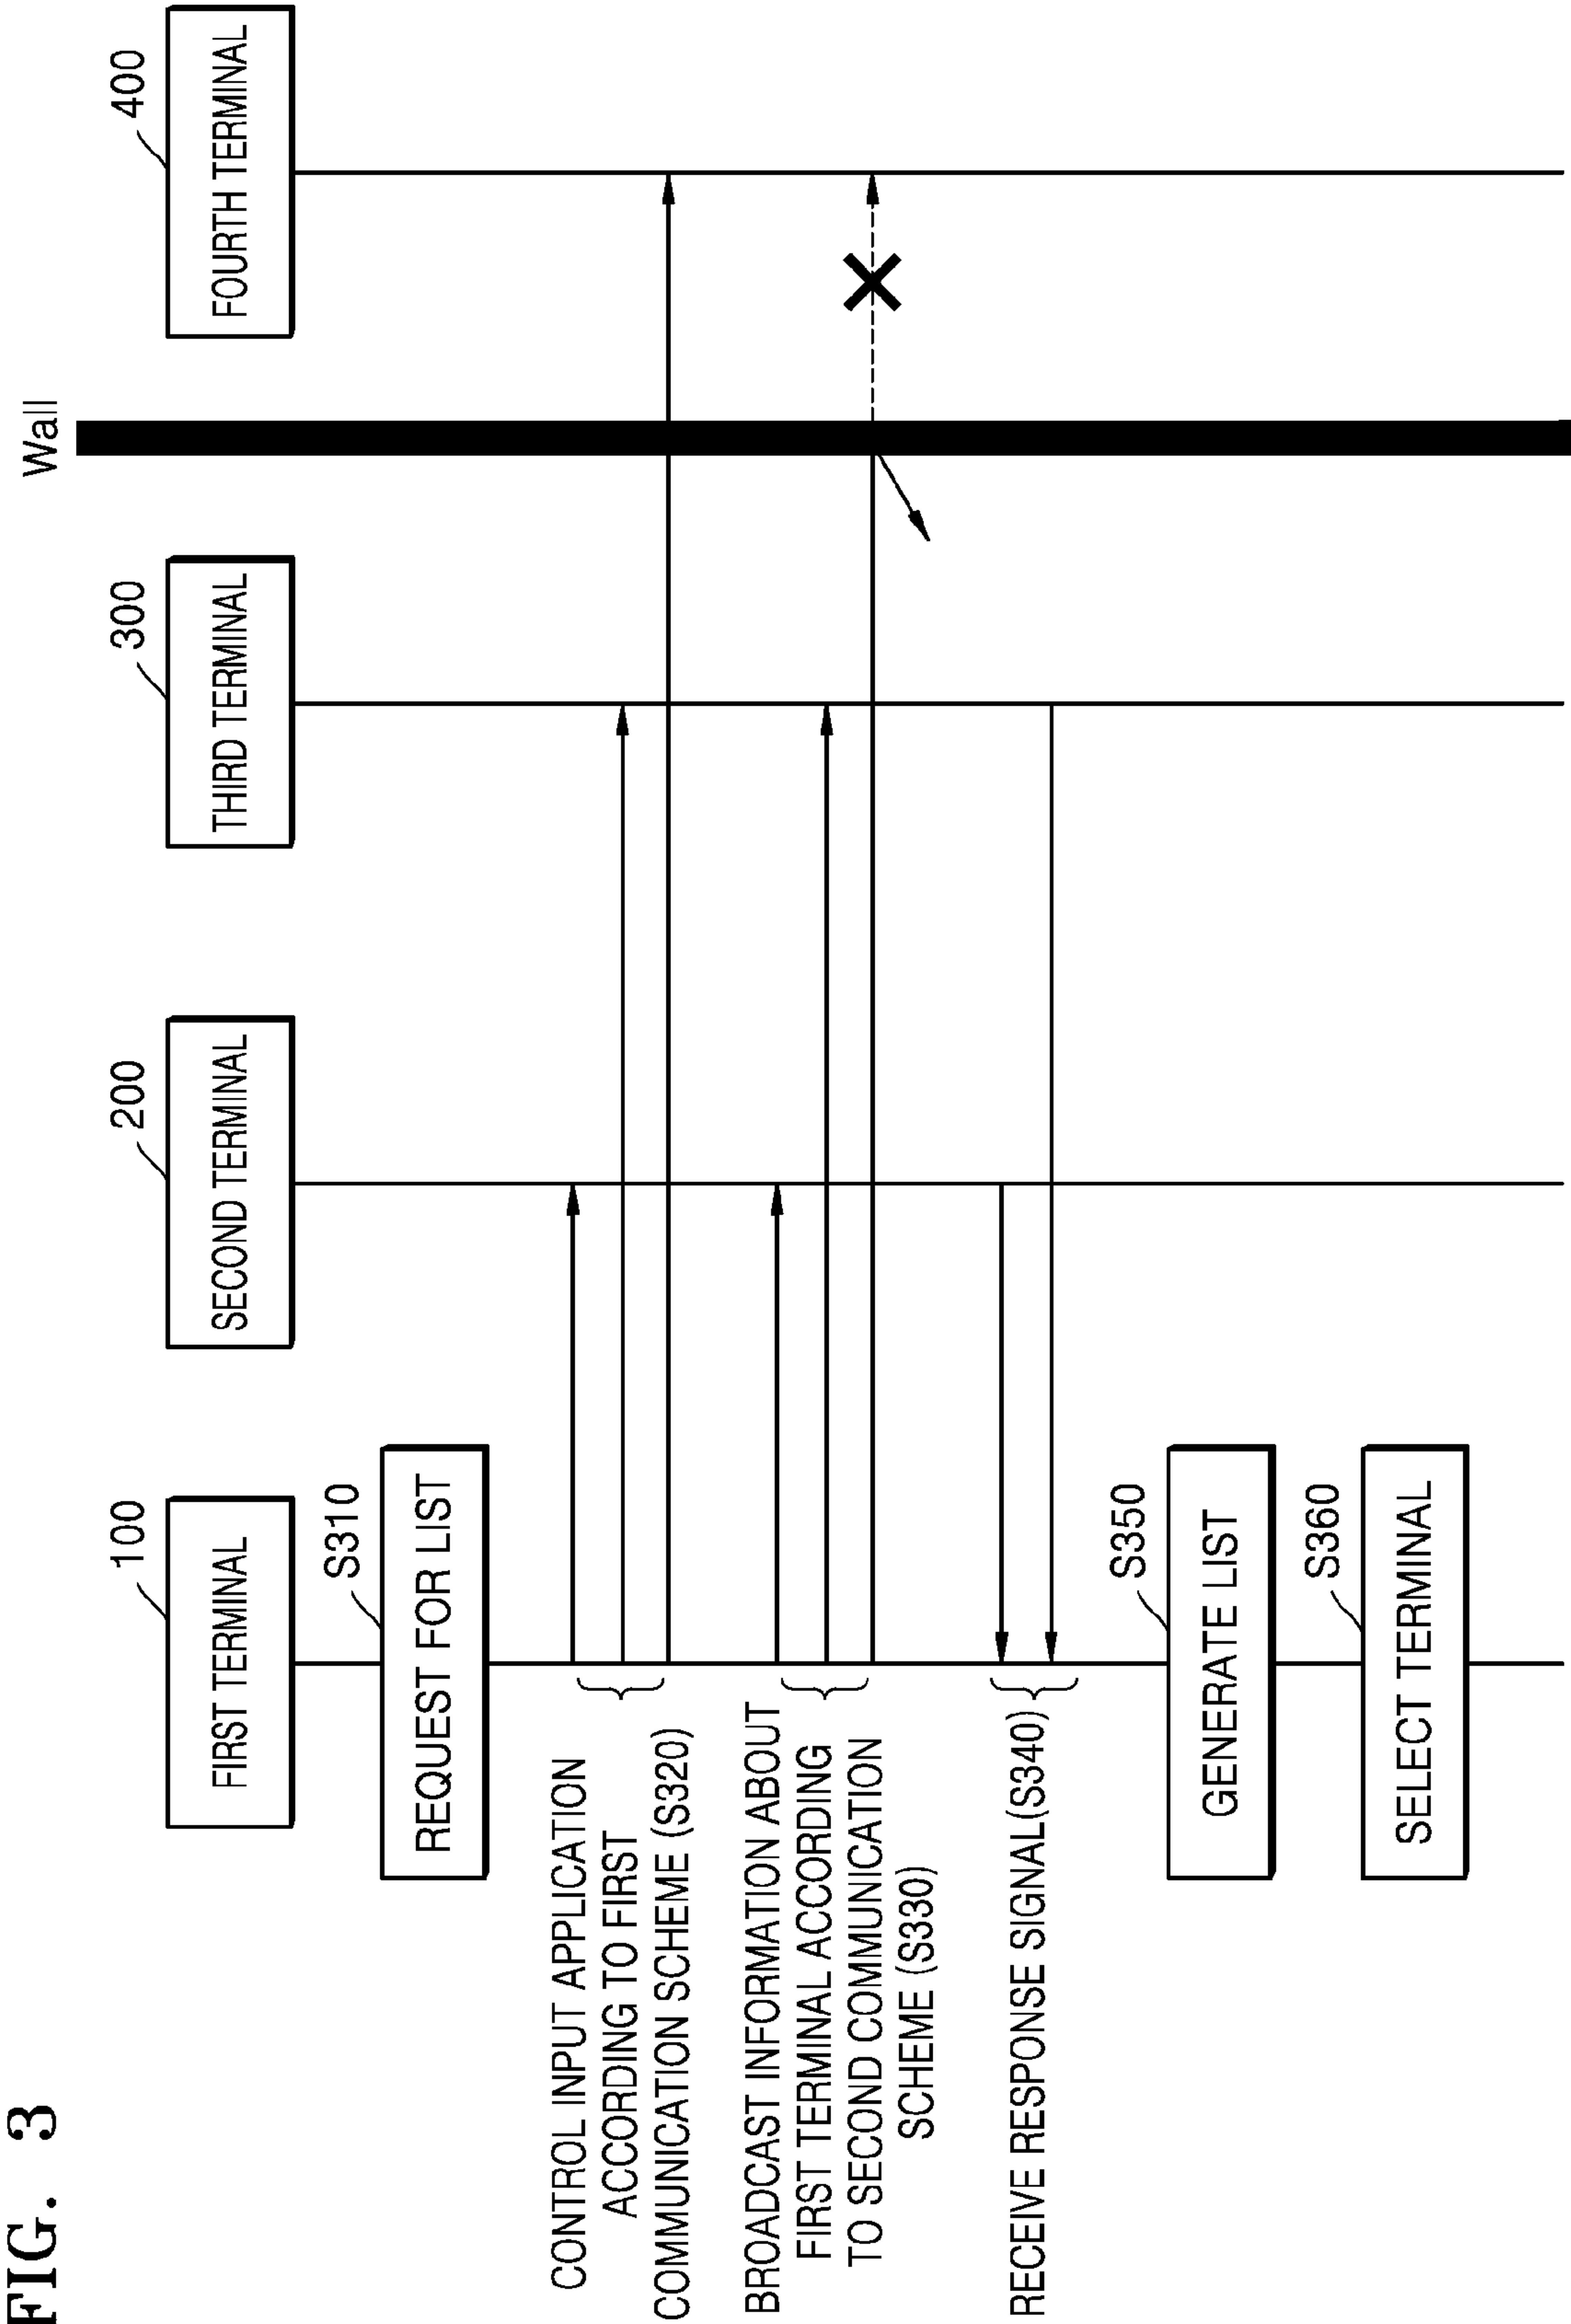 FIG. 3
Wall
100
200
300
400
FIRST TERMINAL
SECOND TERMINAL
THIRD TERMINAL
FOURTH TERMINAL
S310
REQUEST FOR LIST
CONTROL INPUT APPLICATION
ACCORDING TO FIRST
COMMUNICATION SCHEME (S320)
BROADCAST INFORMATION ABOUT
FIRST TERMINAL ACCORDING
TO SECOND COMMUNICATION
SCHEME (S330)
RECEIVE RESPONSE SIGNAL(S340)
S350
GENERATE LIST
S360
SELECT TERMINAL